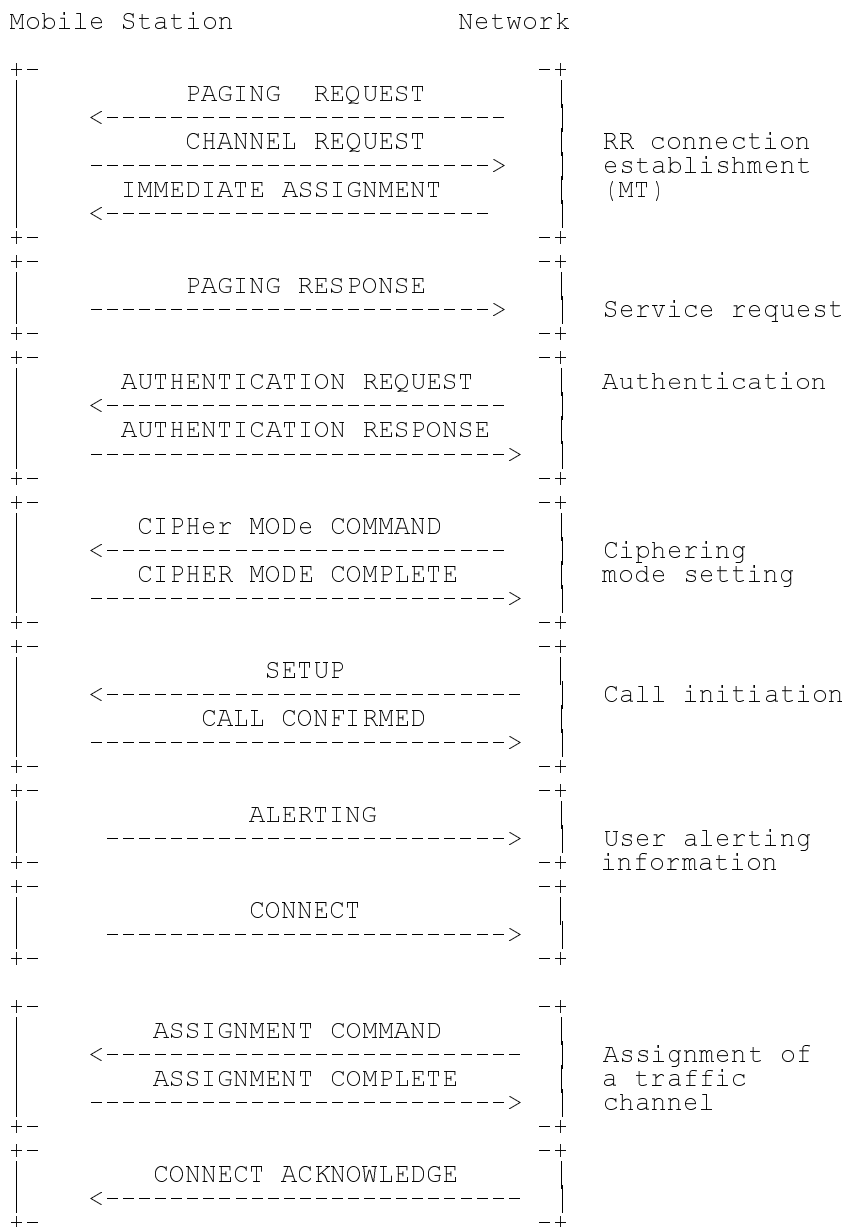 Mobile Station Network
PAGING REQUEST
CHANNEL REQUEST RR connection
establishment
IMMEDIATE ASSIGNMENT (MT)
PAGING RESPONSE
Service request
AUTHENTICATION REQUEST Authentication
AUTHENTICATION RESPONSE
CIPHer MODe COMMAND
Ciphering
CIPHER MODE COMPLETE mode setting
SETUP
Call initiation
CALL CONFIRMED
ALERTING
User alerting
information
CONNECT
ASSIGNMENT COMMAND
Assignment of
ASSIGNMENT COMPLETE a traffic
channel
CONNECT ACKNOWLEDGE